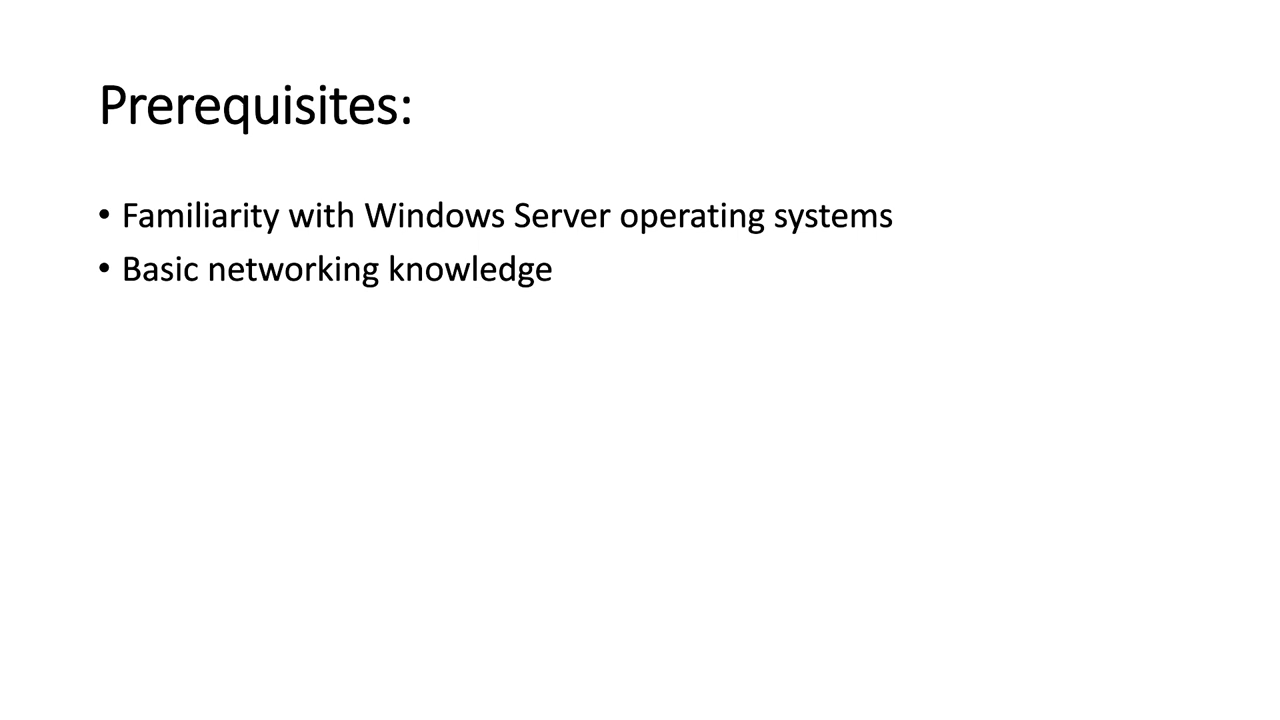 Prerequisites:
• Familiarity with Windows Server operating systems
• Basic networking knowledge